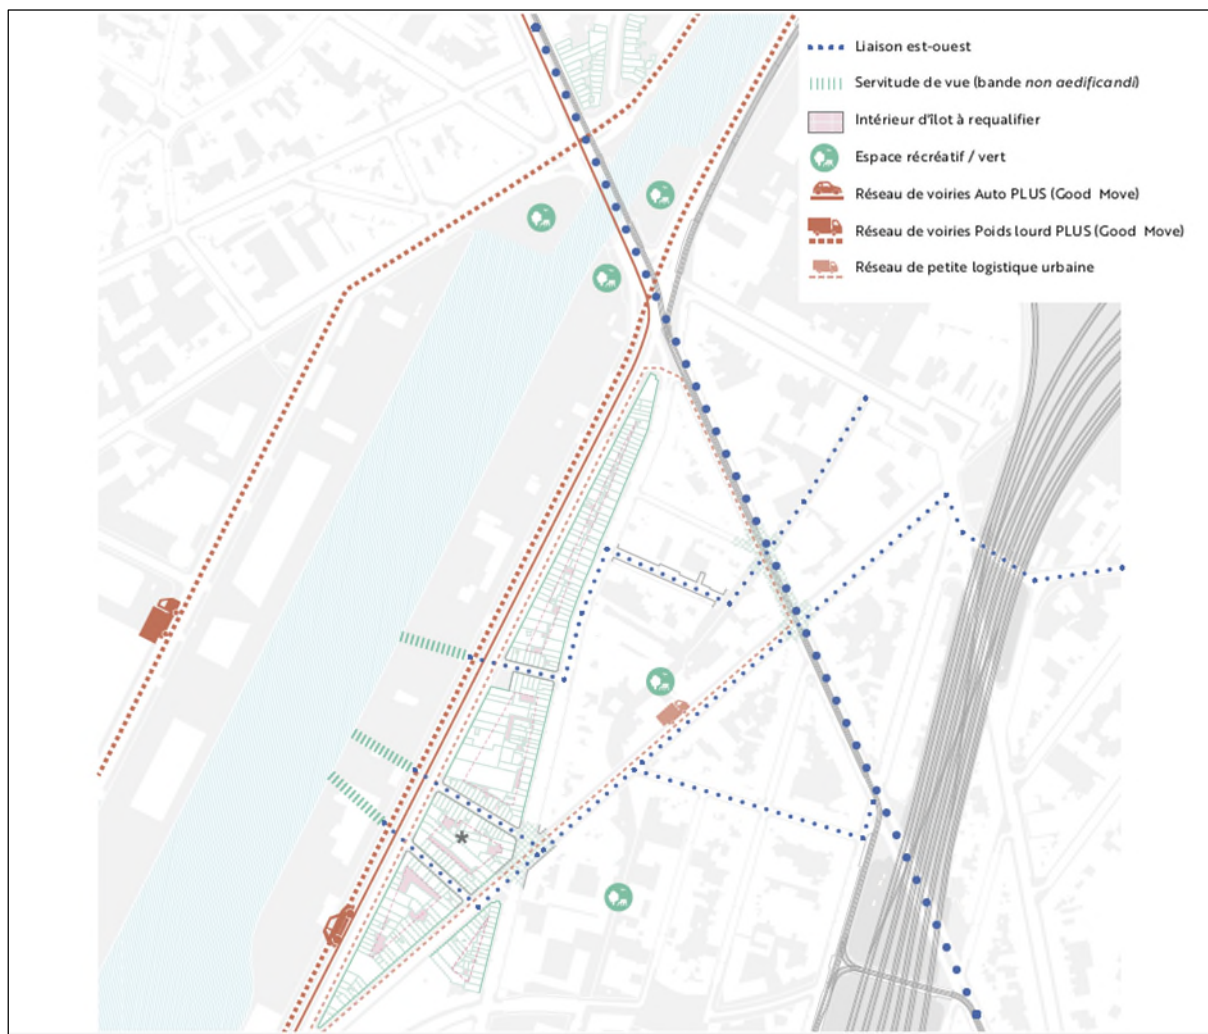 Liaison est-ouest
Servitude de vue (bande non aedificandi)
Intérieur d'îlot à requalifier
Espace récréatif / vert
Réseau de voiries Auto PLUS (Good Move)
Réseau de voiries Poids lourd PLUS (Good Move)
Réseau de petite logistique urbaine
*